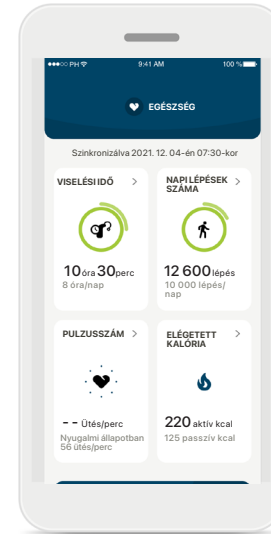 PH 9:41 AM 100 %
EGÉSZSÉG
Szinkronizálva 2021. 12. 04-én 07:30-kor
VISELÉSI IDŐ
10 óra 30 perc
8 óra/nap
NAPI LÉPÉSEK
SZÁMA
12 600 lépés
10 000 lépés/
nap
PULZUSSZÁM
- - Ütés/perc
Nyugalmi állapotban
56 ütés/perc
ELÉGETETT
KALÓRIA
220 aktív kcal
125 passzív kcal